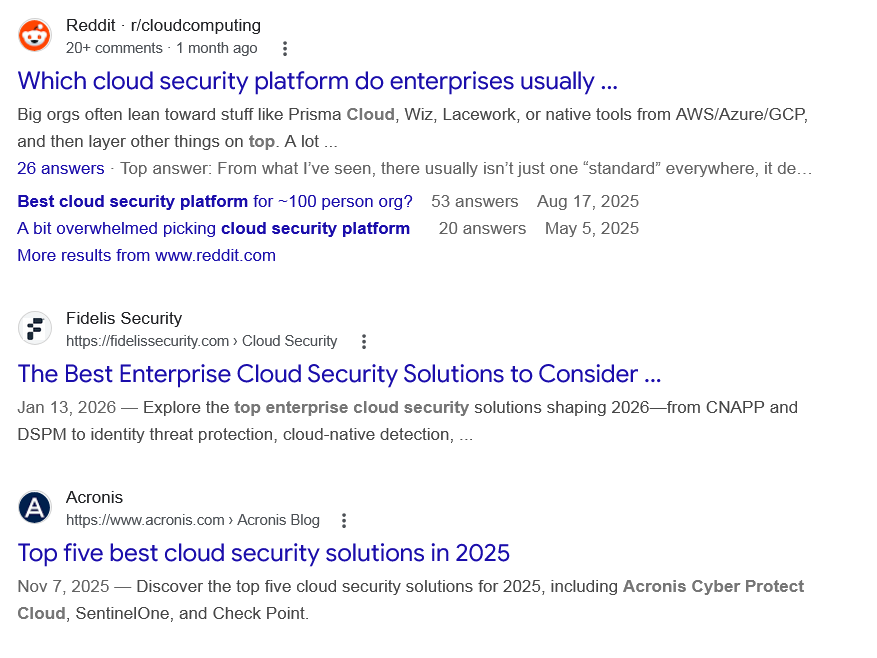 Reddit · r/cloudcomputing
20+ comments · 1 month ago
Which cloud security platform do enterprises usually ...
Big orgs often lean toward stuff like Prisma Cloud, Wiz, Lacework, or native tools from AWS/Azure/GCP,
and then layer other things on top. A lot ...
26 answers · Top answer: From what I’ve seen, there usually isn’t just one “standard” everywhere, it de…
Best cloud security platform for ~100 person org? 53 answers Aug 17, 2025
A bit overwhelmed picking cloud security platform 20 answers May 5, 2025
More results from www.reddit.com
Fidelis Security
https://fidelissecurity.com › Cloud Security
The Best Enterprise Cloud Security Solutions to Consider ...
Jan 13, 2026 — Explore the top enterprise cloud security solutions shaping 2026—from CNAPP and
DSPM to identity threat protection, cloud-native detection, ...
Acronis
https://www.acronis.com › Acronis Blog
Top five best cloud security solutions in 2025
Nov 7, 2025 — Discover the top five cloud security solutions for 2025, including Acronis Cyber Protect
Cloud, SentinelOne, and Check Point.